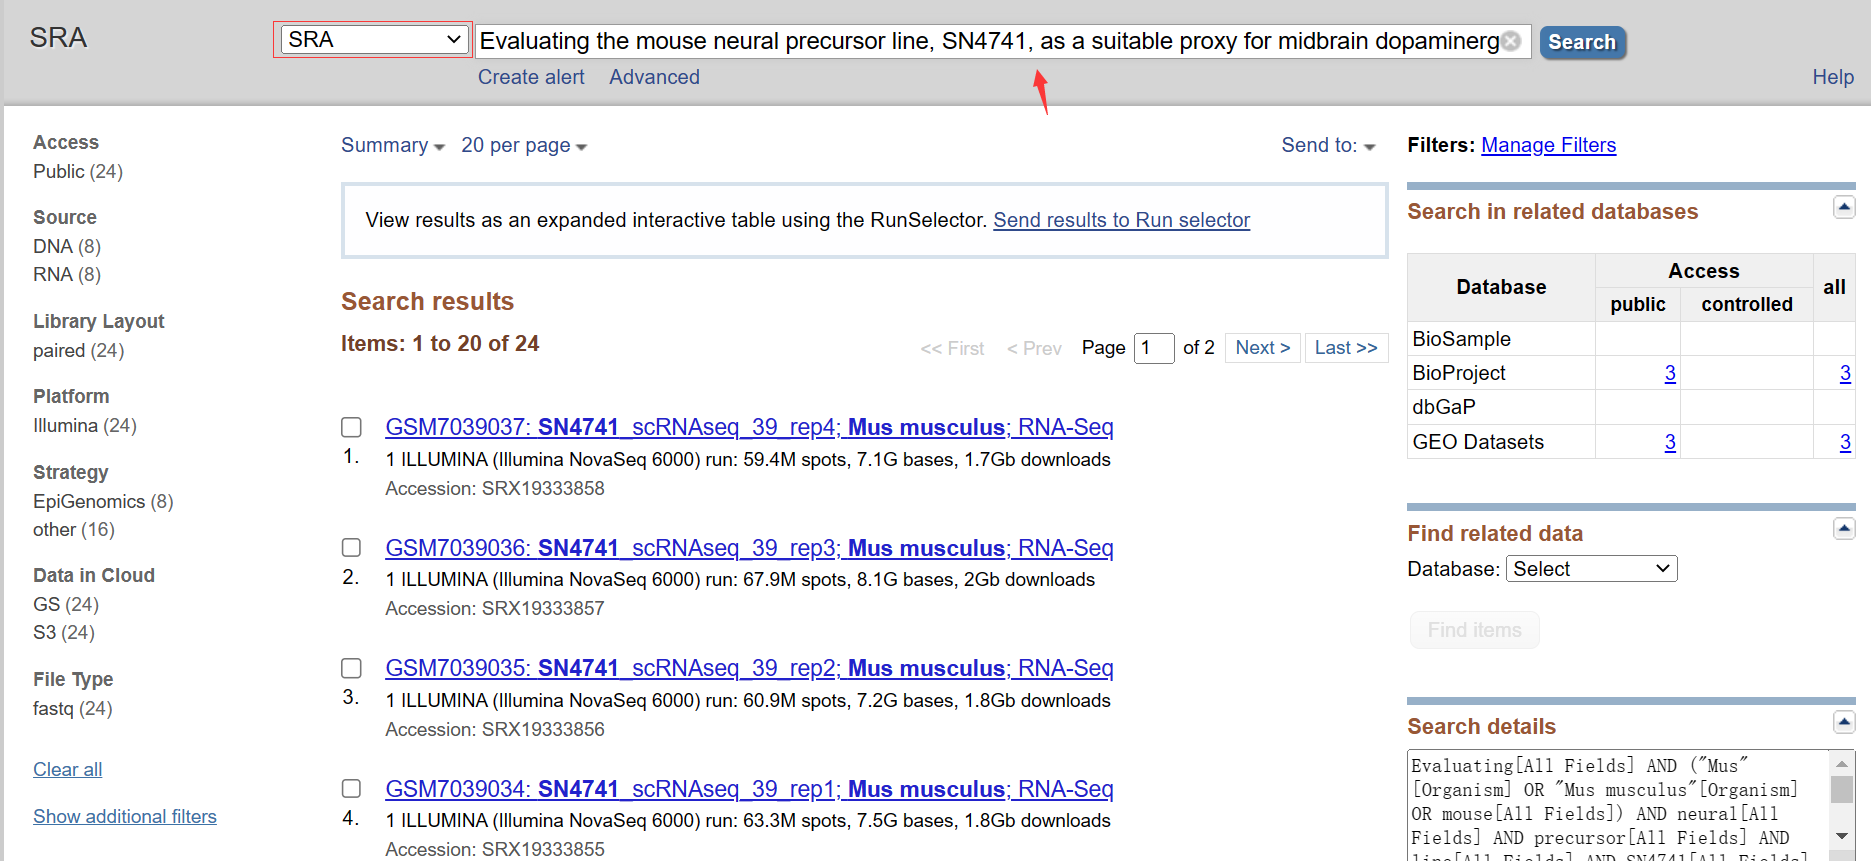 SRA
SRA
Evaluating the mouse neural precursor line, SN4741, as a suitable proxy for midbrain dopaminerg
Search
Create alert
Advanced
Help
Access
Public (24)
Source
DNA (8)
RNA (8)
Library Layout
paired (24)
Platform
Illumina (24)
Strategy
EpiGenomics (8)
other (16)
Data in Cloud
GS (24)
S3 (24)
File Type
fastq (24)
Clear all
Show additional filters
Summary
20 per page
Send to:
View results as an expanded interactive table using the RunSelector. Send results to Run selector
Search results
Items: 1 to 20 of 24
<< First < Prev Page 1 of 2 Next > Last >>
GSM7039037: SN4741_scRNAseq_39_rep4; Mus musculus; RNA-Seq
1. 1 ILLUMINA (Illumina NovaSeq 6000) run: 59.4M spots, 7.1G bases, 1.7Gb downloads
Accession: SRX19333858
GSM7039036: SN4741_scRNAseq_39_rep3; Mus musculus; RNA-Seq
2. 1 ILLUMINA (Illumina NovaSeq 6000) run: 67.9M spots, 8.1G bases, 2Gb downloads
Accession: SRX19333857
GSM7039035: SN4741_scRNAseq_39_rep2; Mus musculus; RNA-Seq
3. 1 ILLUMINA (Illumina NovaSeq 6000) run: 60.9M spots, 7.2G bases, 1.8Gb downloads
Accession: SRX19333856
GSM7039034: SN4741_scRNAseq_39_rep1; Mus musculus; RNA-Seq
4. 1 ILLUMINA (Illumina NovaSeq 6000) run: 63.3M spots, 7.5G bases, 1.8Gb downloads
Accession: SRX19333855
Filters: Manage Filters
Search in related databases
Database Access all
public controlled
BioSample
BioProject 3 3
dbGaP
GEO Datasets 3 3
Find related data
Database: Select
Find items
Search details
Evaluating[All Fields] AND ("Mus"
[Organism] OR "Mus musculus"[Organism]
OR mouse[All Fields]) AND neural[All
Fields] AND precursor[All Fields] AND
line[All Fields] AND SN4741[All Fields]